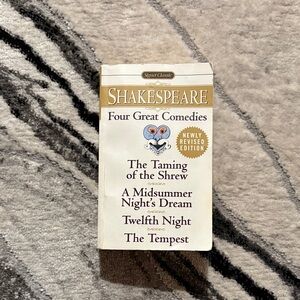 Signet Classic
SHAKESPEARE
Four Great Comedies
NEWLY
REVISED
EDITION
The Taming
of the Shrew
A Midsummer
Night's Dream
Twelfth Night
The Tempest